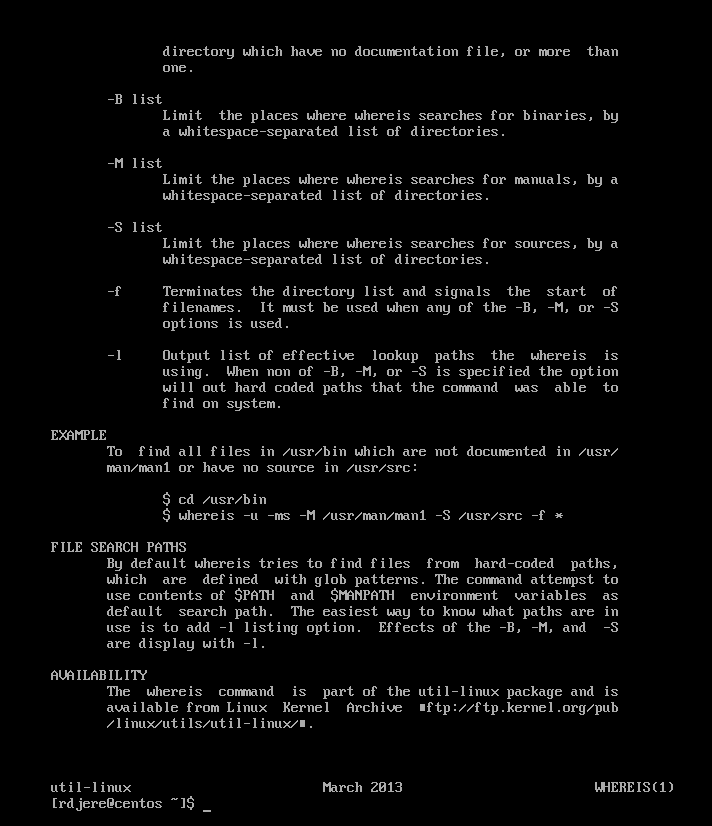 directory which have no documentation file, or more  than
one.
-B list
Limit  the places where whereis searches for binaries, by
a whitespace-separated list of directories.
-M list
Limit the places where whereis searches for manuals, by a
whitespace-separated list of directories.
-S list
Limit the places where whereis searches for sources, by a
whitespace-separated list of directories.
-f     Terminates the directory list and signals  the  start  of
filenames.  It must be used when any of the -B, -M, or -S
options is used.
-l     Output list of effective  lookup  paths  the  whereis  is
using.  When non of -B, -M, or -S is specified the option
will out hard coded paths that the command  was  able  to
find on system.
EXAMPLE
To  find all files in /usr/bin which are not documented in /usr/
man/man1 or have no source in /usr/src:
$ cd /usr/bin
$ whereis -u -ms -M /usr/man/man1 -S /usr/src -f *
FILE SEARCH PATHS
By default whereis tries to find files  from  hard-coded  paths,
which  are  defined  with glob patterns. The command attempst to
use contents of $PATH  and  $MANPATH  environment  variables  as
default  search path.  The easiest way to know what paths are in
use is to add -l listing option.  Effects of the -B, -M, and  -S
are display with -l.
AVAILABILITY
The  whereis  command  is  part of the util-linux package and is
available from Linux  Kernel  Archive  ■ftp://ftp.kernel.org/pub
/linux/utils/util-linux/■.
util-linux                        March 2013                        WHEREIS(1)
[rdjere@centos ~]$ _